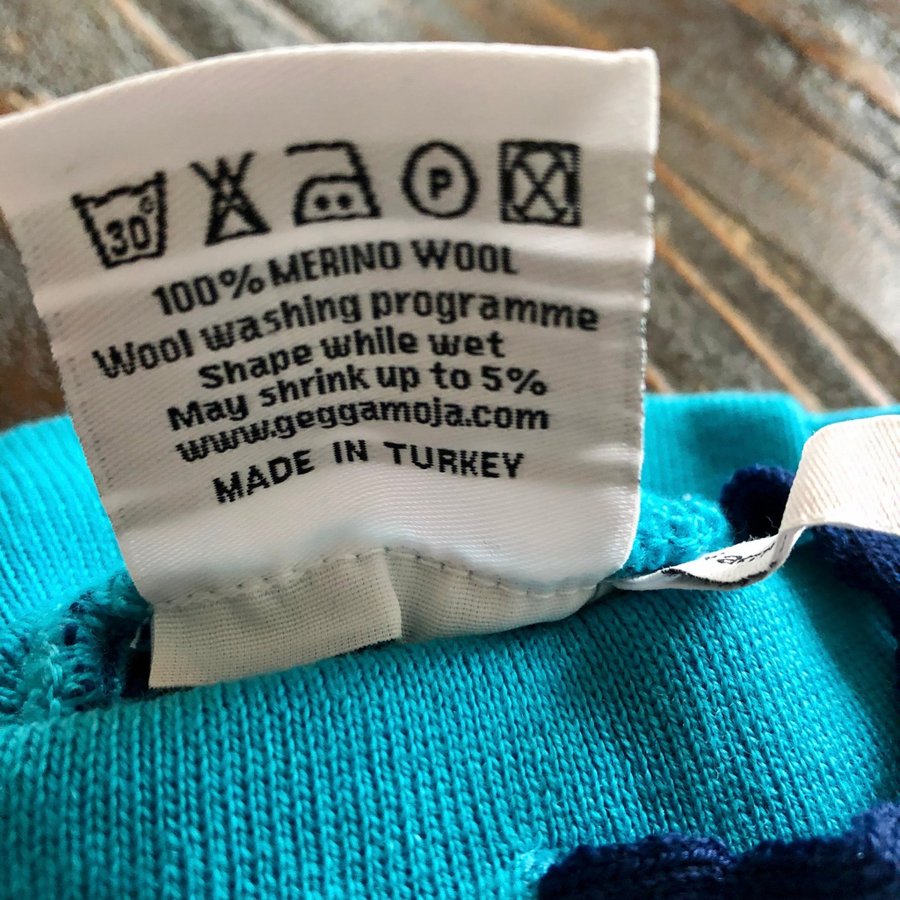 30°
P
100% MERINO WOOL
Wool washing programme
Shape while wet
May shrink up to 5%
www.geggamoja.com
MADE IN TURKEY